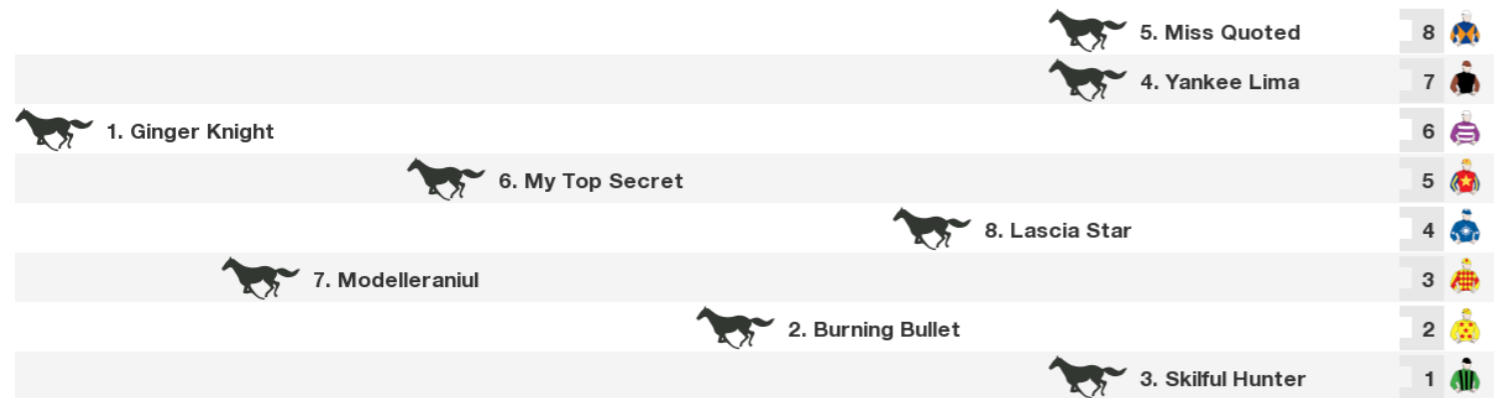 5. Miss Quoted 8
4. Yankee Lima 7
1. Ginger Knight 6
6. My Top Secret 5
8. Lascia Star 4
7. Modelleraniul 3
2. Burning Bullet 2
3. Skilful Hunter 1